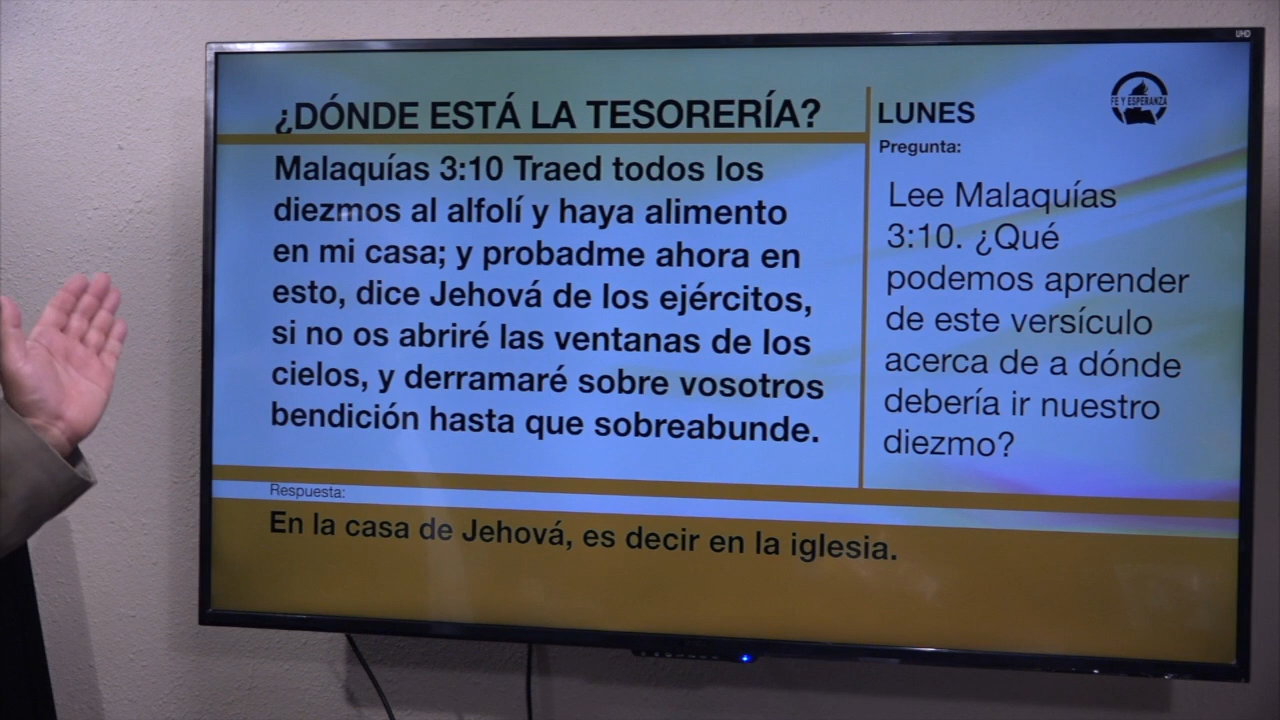 UHD
¿DÓNDE ESTÁ LA TESORERÍA?
Malaquías 3:10 Traed todos los
diezmos al alfolí y haya alimento
en mi casa; y probadme ahora en
esto, dice Jehová de los ejércitos,
si no os abriré las ventanas de los
cielos, y derramaré sobre vosotros
bendición hasta que sobreabunde.
LUNES
FE Y ESPERANZA
Pregunta:
Lee Malaquías
3:10. ¿Qué
podemos aprender
de este versículo
acerca de a dónde
debería ir nuestro
diezmo?
Respuesta:
En la casa de Jehová, es decir en la iglesia.